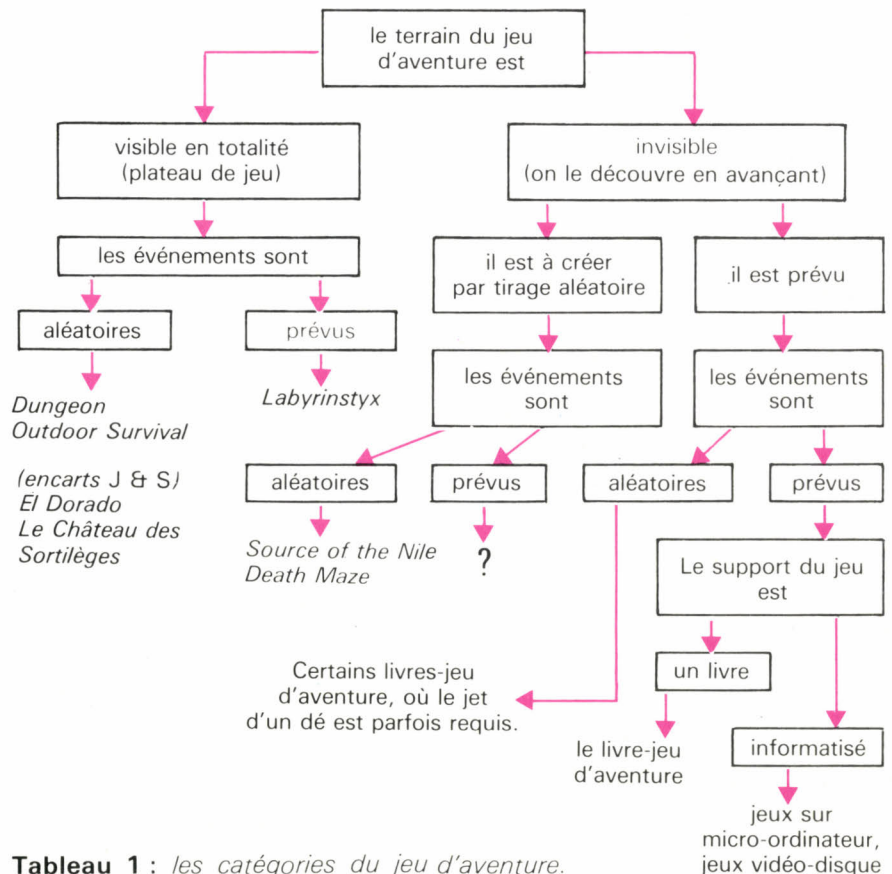 le terrain du jeu
d'aventure est
visible en totalité
(plateau de jeu)
invisible
(on le découvre en avançant)
les événements sont
il est à créer
par tirage aléatoire
il est prévu
aléatoires
prévus
les événements
sont
les événements
sont
Dungeon
Outdoor Survival
(encarts J & S)
El Dorado
Le Château des
Sortilèges
Labyrinstyx
aléatoires
prévus
aléatoires
prévus
Source of the Nile
Death Maze
?
Le support du jeu
est
Certains livres-jeu
d'aventure, où le jet
d'un dé est parfois requis.
un livre
le livre-jeu
d'aventure
informatisé
jeux sur
micro-ordinateur,
jeux vidéo-disque
Tableau 1 : les catégories du jeu d'aventure.